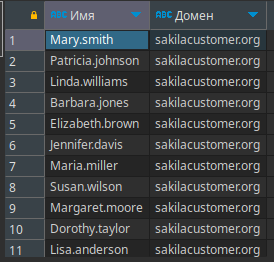 ABC Имя ABC Домен
1 Mary.smith sakilacustomer.org
2 Patricia.johnson sakilacustomer.org
3 Linda.williams sakilacustomer.org
4 Barbara.jones sakilacustomer.org
5 Elizabeth.brown sakilacustomer.org
6 Jennifer.davis sakilacustomer.org
7 Maria.miller sakilacustomer.org
8 Susan.wilson sakilacustomer.org
9 Margaret.moore sakilacustomer.org
10 Dorothy.taylor sakilacustomer.org
11 Lisa.anderson sakilacustomer.org